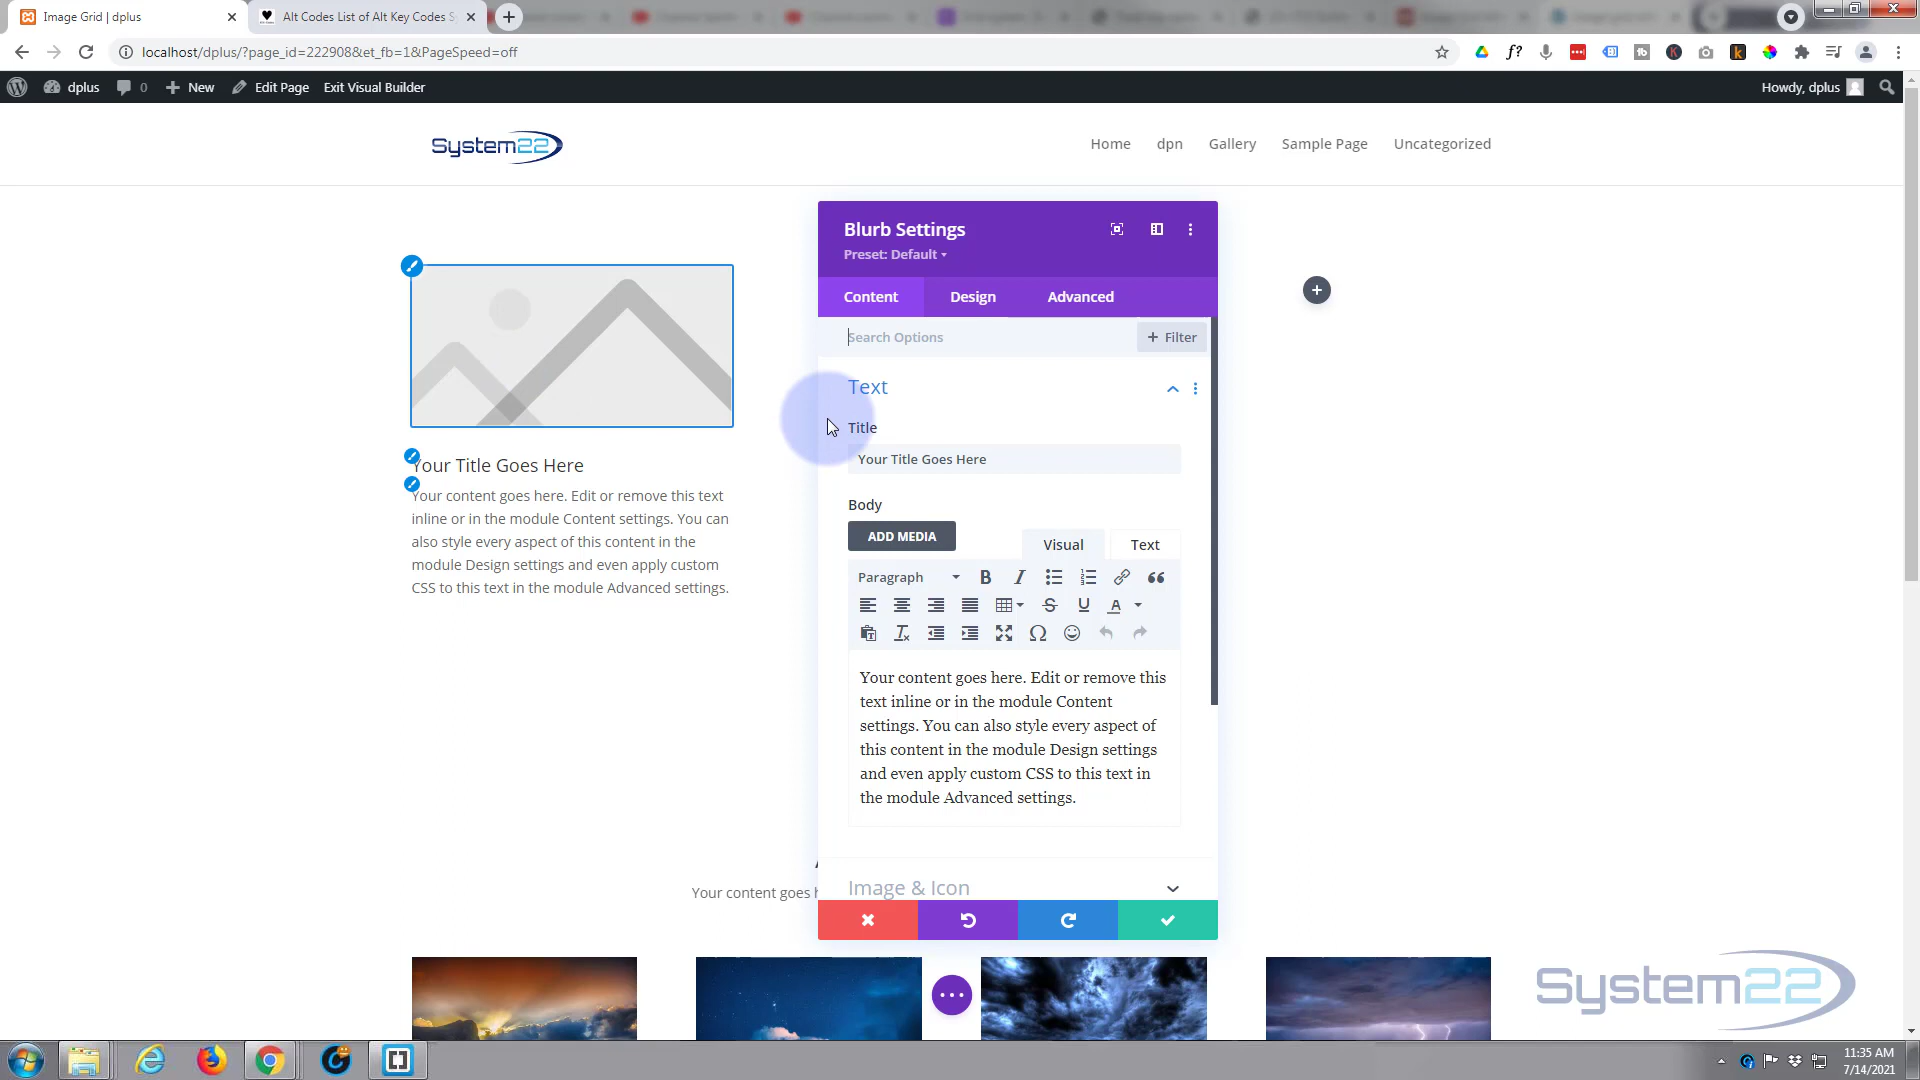 Image Grid | dplus
Alt Codes List of Alt Key Codes S
localhost/dplus/?page_id=222908&et_fb=1&PageSpeed=off
dplus
0
New
Edit Page
Exit Visual Builder
Howdy, dplus
System22
Home
dpn
Gallery
Sample Page
Uncategorized
Your Title Goes Here
Your content goes here. Edit or remove this text
inline or in the module Content settings. You can
also style every aspect of this content in the
module Design settings and even apply custom
CSS to this text in the module Advanced settings.
Blurb Settings
Preset: Default
Content
Design
Advanced
Search Options
+ Filter
Text
Title
Your Title Goes Here
Body
ADD MEDIA
Visual
Text
Paragraph
Your content goes here. Edit or remove this
text inline or in the module Content
settings. You can also style every aspect of
this content in the module Design settings
and even apply custom CSS to this text in
the module Advanced settings.
Image & Icon
Your content goes h
System22
11:35 AM
7/14/2021